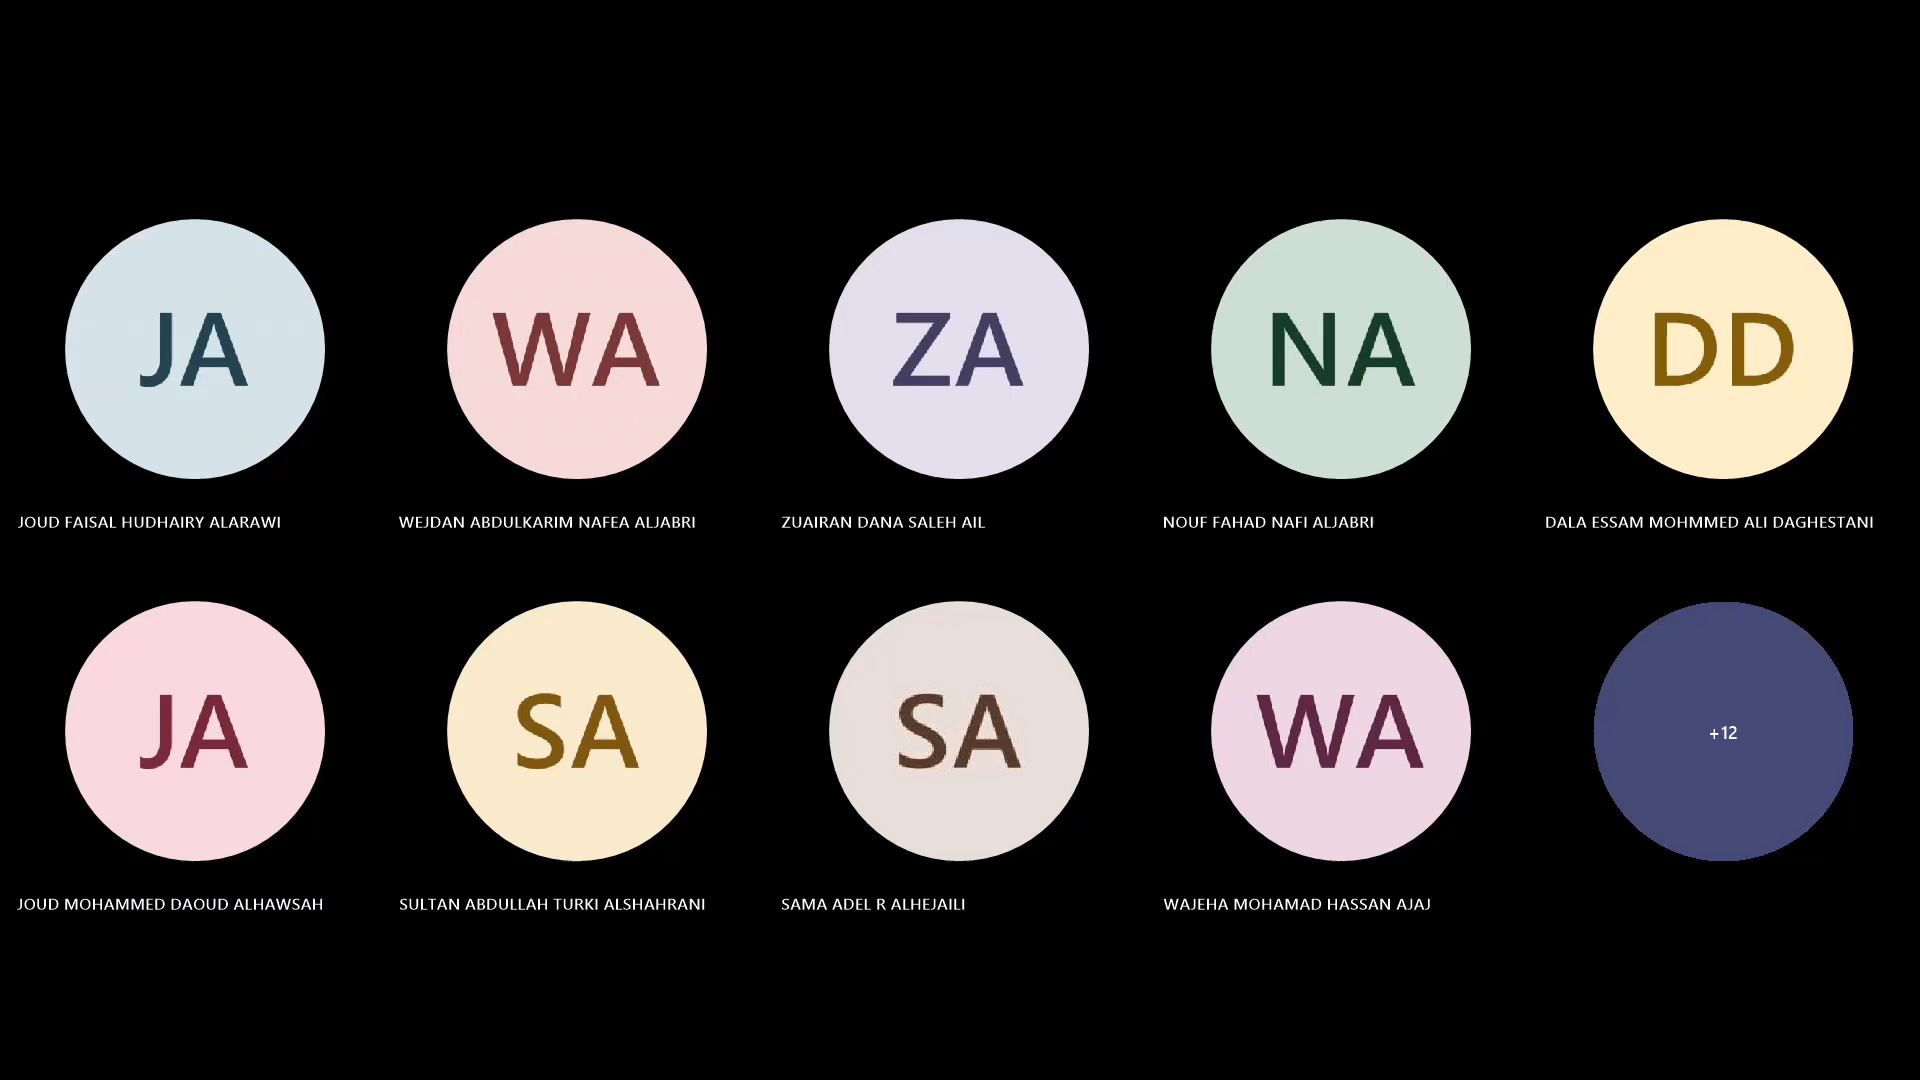 JA
WA
ZA
NA
DD
JOUD FAISAL HUDHAIRY ALARAWI
WEJDAN ABDULKARIM NAFEA ALJABRI
ZUAIRAN DANA SALEH AIL
NOUF FAHAD NAFI ALJABRI
DALA ESSAM MOHMMED ALI DAGHESTANI
JA
SA
SA
WA
+12
JOUD MOHAMMED DAOUD ALHAWSAH
SULTAN ABDULLAH TURKI ALSHAHRANI
SAMA ADEL R ALHEJAILI
WAJEHA MOHAMAD HASSAN AJAJ